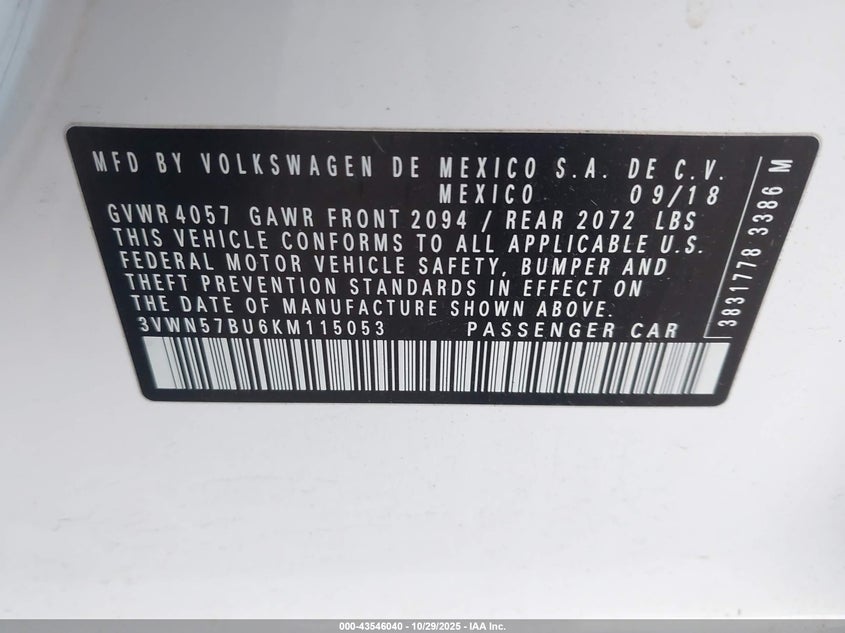 MFD BY VOLKSWAGEN DE MEXICO S.A. DE C.V.
MEXICO 09/18
GVWR 4057 GAWR FRONT 2094 / REAR 2072 LBS
THIS VEHICLE CONFORMS TO ALL APPLICABLE U.S.
FEDERAL MOTOR VEHICLE SAFETY, BUMPER AND
THEFT PREVENTION STANDARDS IN EFFECT ON
THE DATE OF MANUFACTURE SHOWN ABOVE.
3VWN57BU6KM115053 PASSENGER CAR
3831778 3386 M
000-43546040 - 10/29/2025 - IAA Inc.